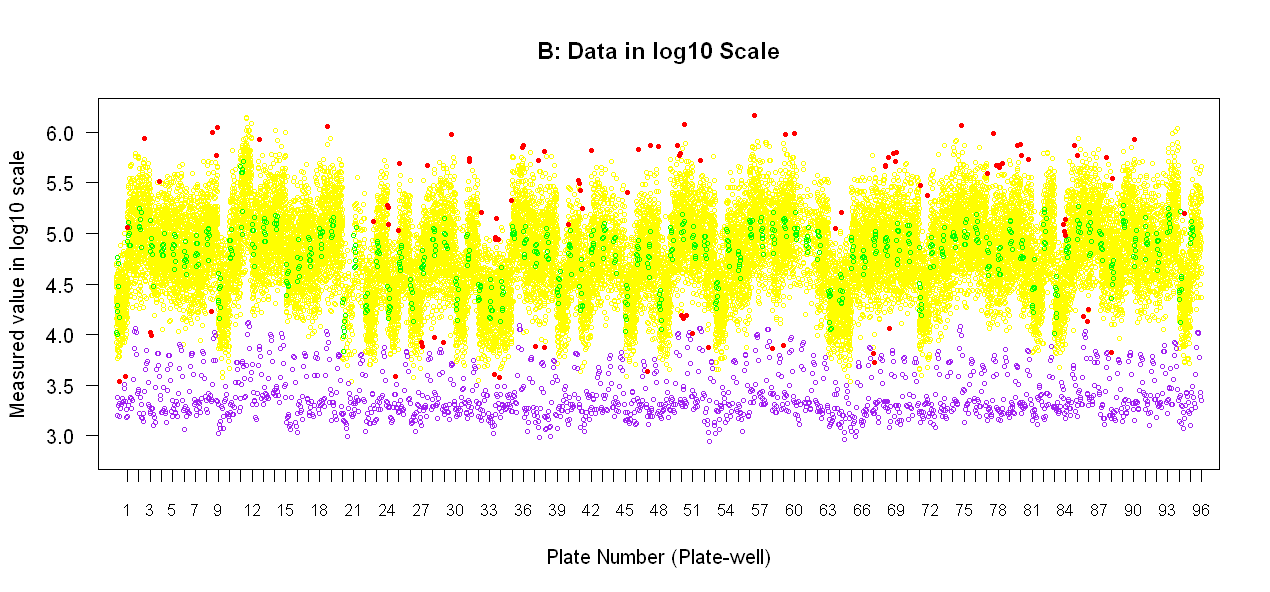 B: Data in log10 Scale
Measured value in log10 scale
6.0
5.5
5.0
4.5
4.0
3.5
3.0
1 3 5 7 9 12 15 18 21 24 27 30 33 36 39 42 45 48 51 54 57 60 63 66 69 72 75 78 81 84 87 90 93 96
Plate Number (Plate-well)